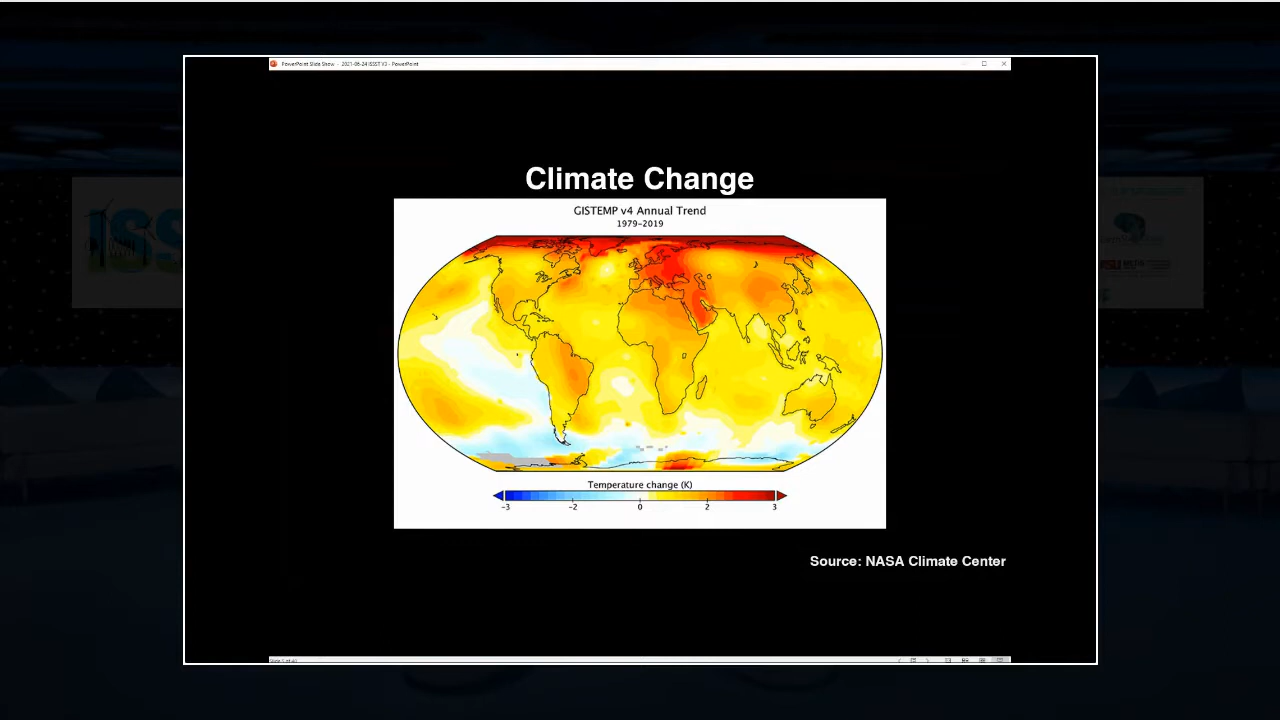 PowerPoint Slide Show - 2021-06-24 ISSST V3 - PowerPoint
Climate Change
GISTEMP v4 Annual Trend
1979-2019
ISS
Temperature change (K)
-3 -2 0 2 3
Source: NASA Climate Center